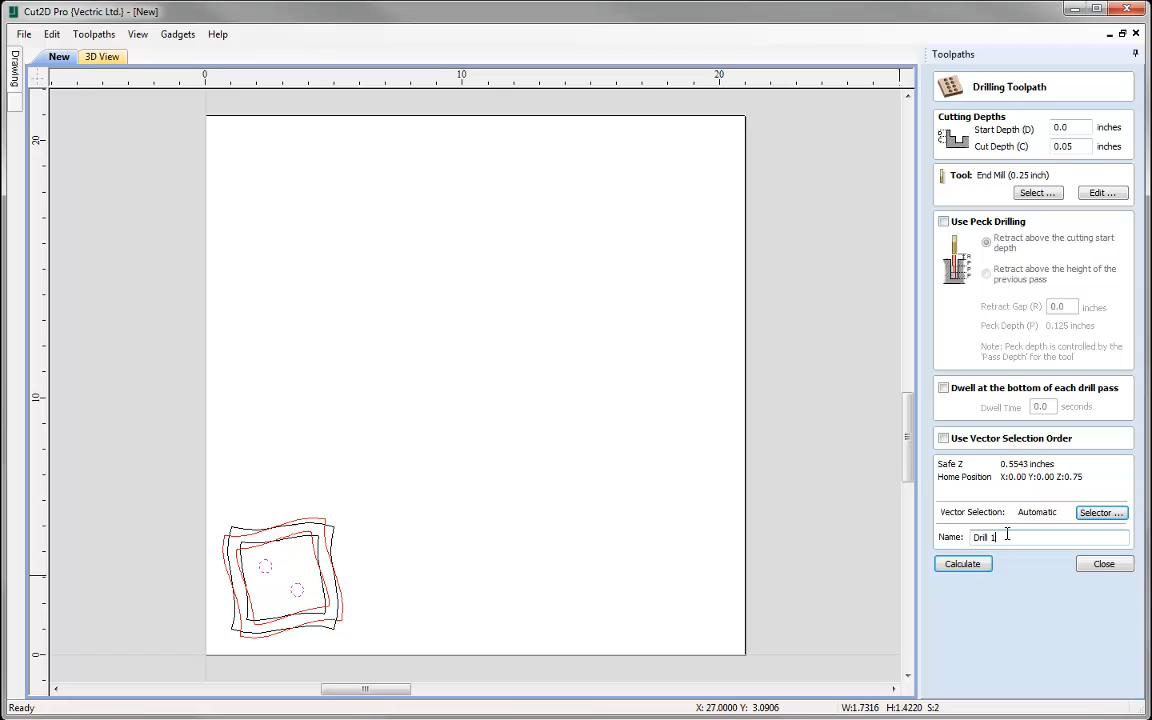 Cut2D Pro {Vectric Ltd.} - [New]
File Edit Toolpaths View Gadgets Help
Drawing
New 3D View
0 10 20
20
10
0
Toolpaths
Drilling Toolpath
Cutting Depths
Start Depth (D) 0.0 inches
Cut Depth (C) 0.05 inches
Tool: End Mill (0.25 inch)
Select ... Edit ...
Use Peck Drilling
Retract above the cutting start
depth
Retract above the height of the
previous pass
Retract Gap (R) 0.0 inches
Peck Depth (P) 0.125 inches
Note: Peck depth is controlled by the
'Pass Depth' for the tool
Dwell at the bottom of each drill pass
Dwell Time 0.0 seconds
Use Vector Selection Order
Safe Z 0.5543 inches
Home Position X:0.00 Y:0.00 Z:0.75
Vector Selection: Automatic Selector ...
Name: Drill 1
Calculate Close
Ready X: 27.0000 Y: 3.0906 W:1.7316 H:1.4220 S:2